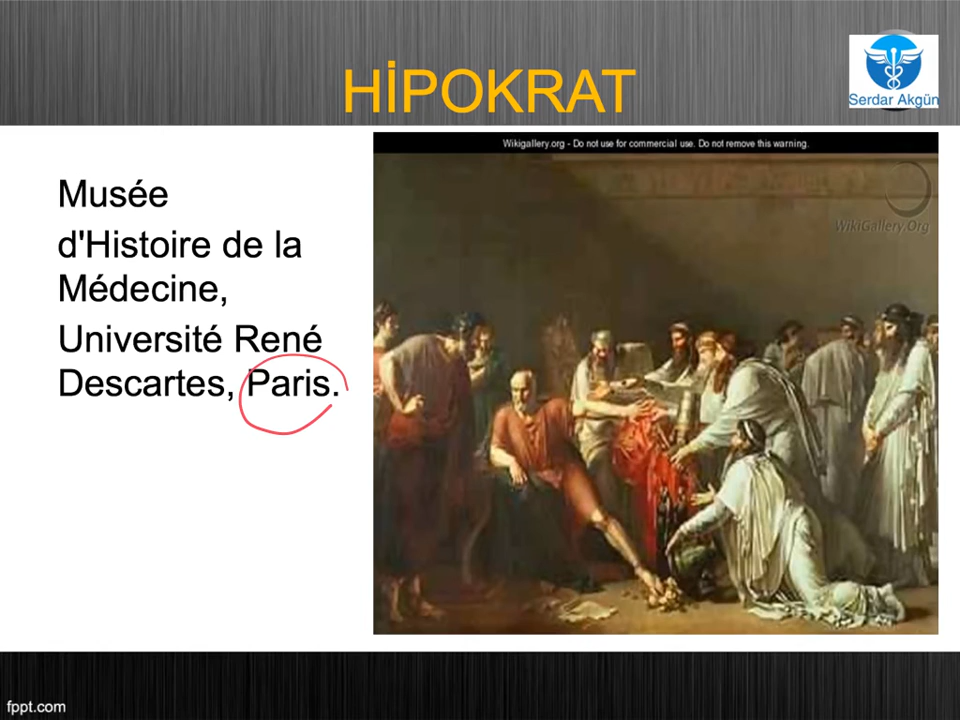 HİPOKRAT
Serdar Akgün
Musée
d'Histoire de la
Médecine,
Université René
Descartes, Paris.
Wikigallery.org - Do not use for commercial use. Do not remove this warning.
WikiGallery.Org
fppt.com